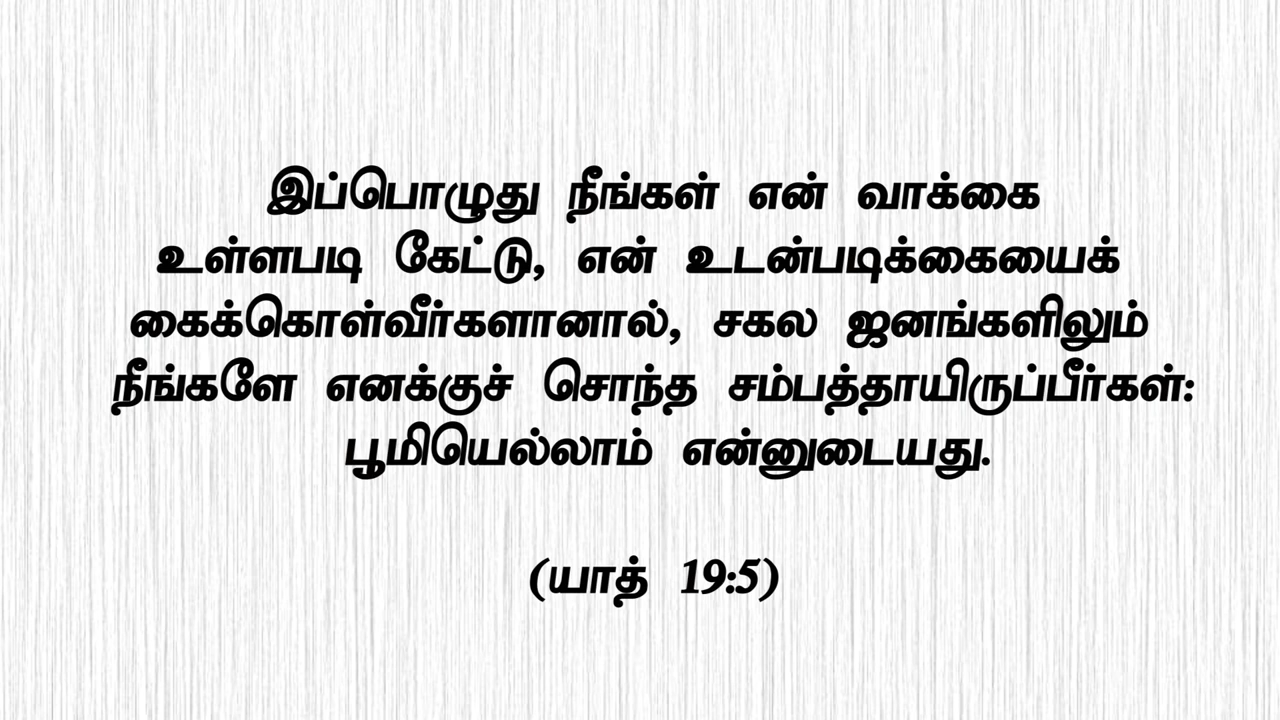 இப்பொழுது நீங்கள் என் வாக்கை
உள்ளபடி கேட்டு, என் உடன்படிக்கையைக்
கைக்கொள்வீர்களானால், சகல ஜனங்களிலும்
நீங்களே எனக்குச் சொந்த சம்பத்தாயிருப்பீர்கள்:
பூமியெல்லாம் என்னுடையது.
(யாத் 19:5)